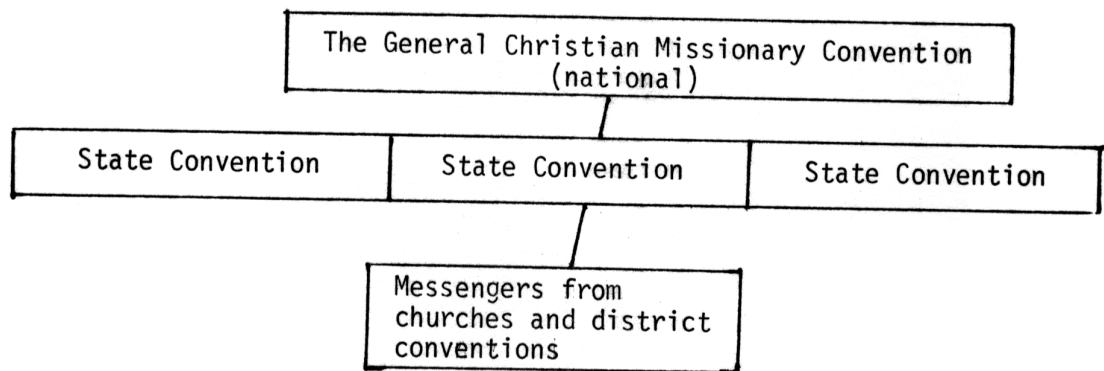 The General Christian Missionary Convention
(national)
State Convention
State Convention
State Convention
Messengers from
churches and district
conventions